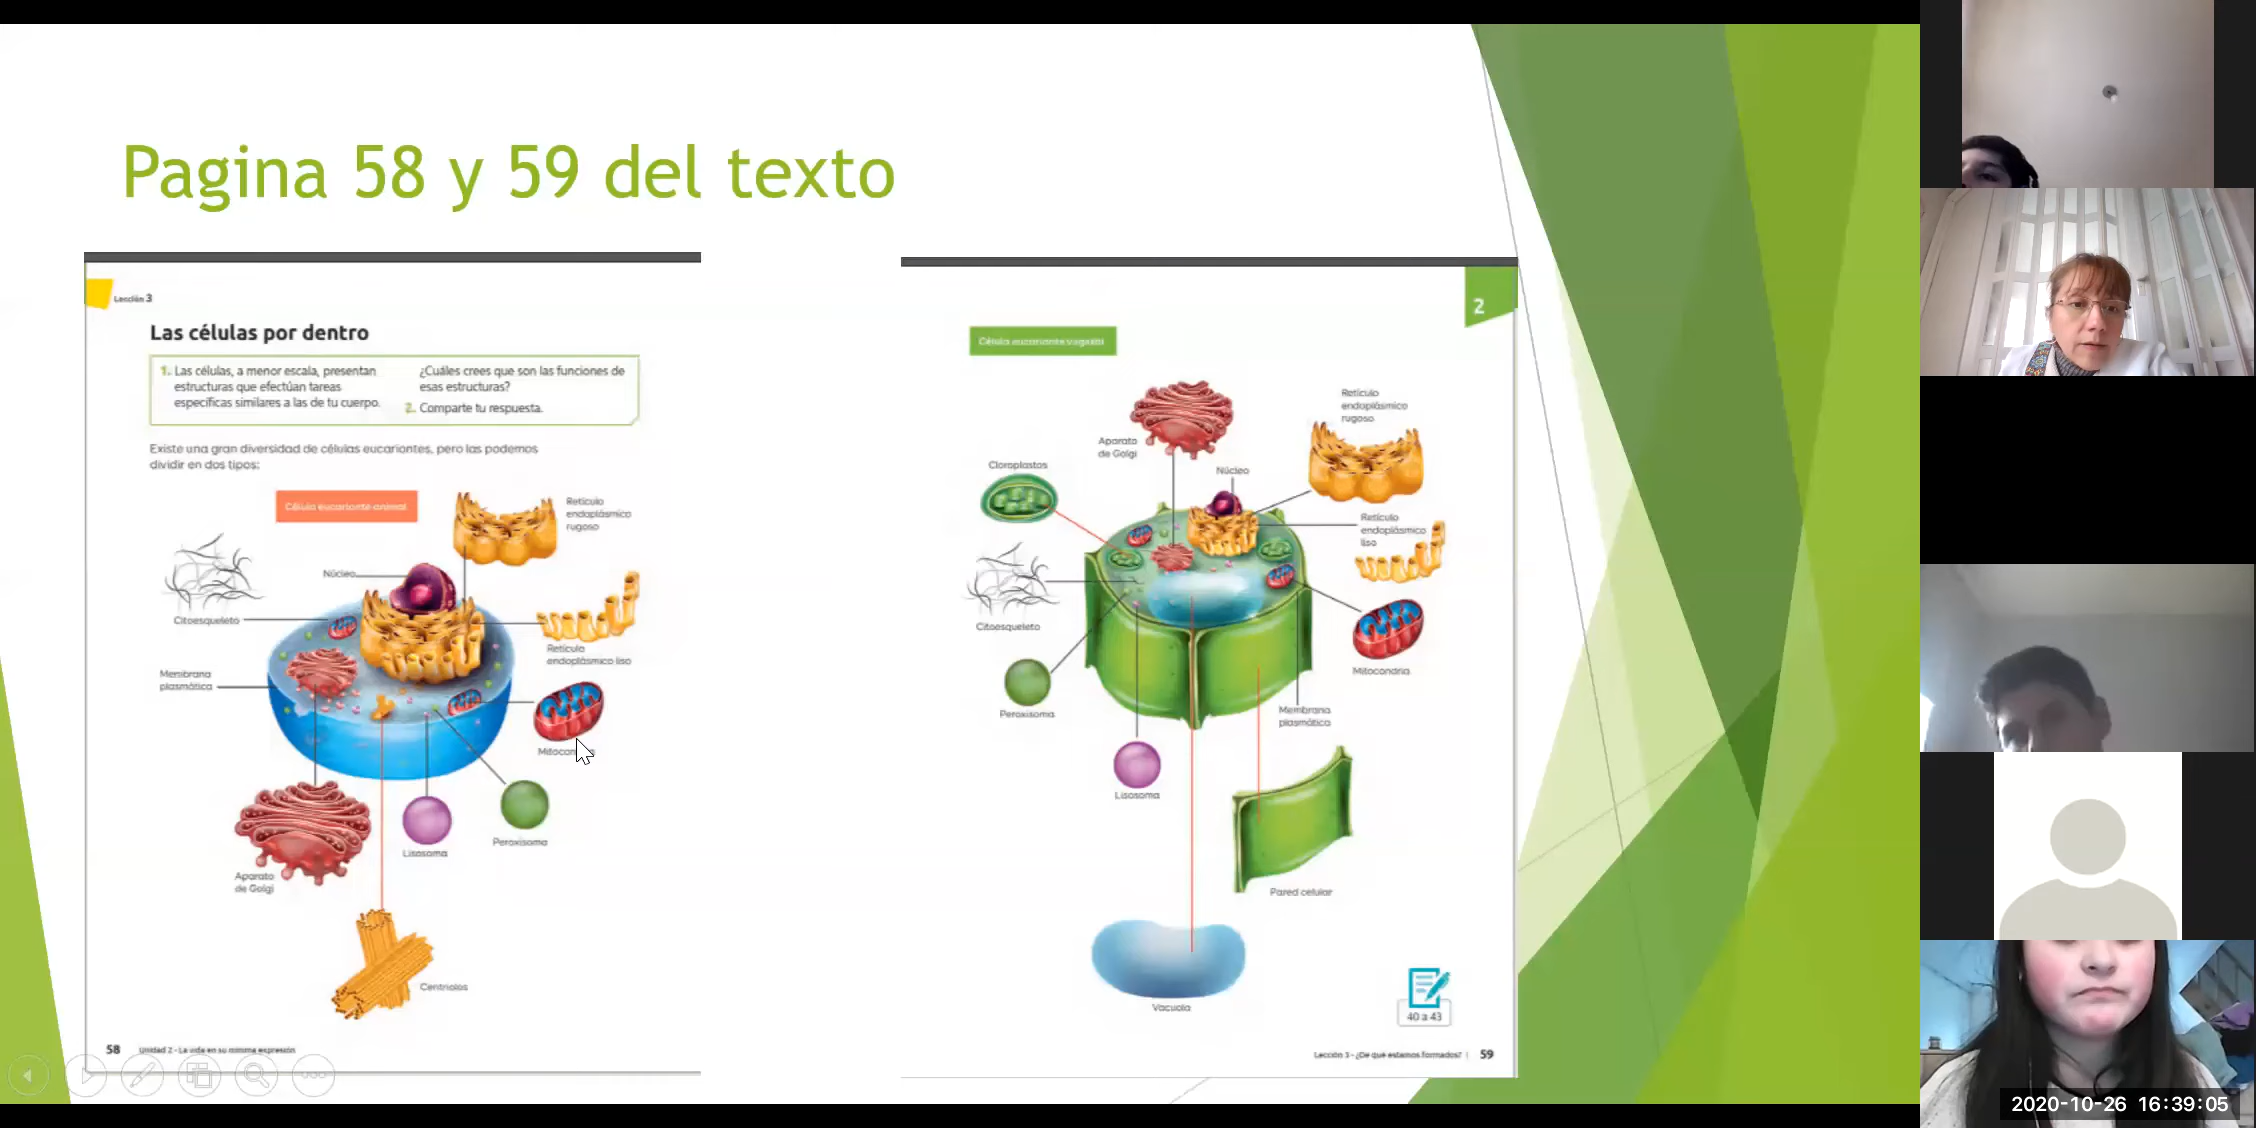 Pagina 58 y 59 del texto
Lección 3
Las células por dentro
1. Las células, a menor escala, presentan
estructuras que efectúan tareas
específicas similares a las de tu cuerpo.
¿Cuáles crees que son las funciones de
esas estructuras?
2. Comparte tu respuesta.
Existe una gran diversidad de células eucariontes, pero las podemos
dividir en dos tipos:
Célula eucarionte animal
Retículo
endoplásmico
rugoso
Núcleo
Citoesqueleto
Retículo
endoplásmico liso
Membrana
plasmática
Mitocon
Peroxisoma
Lisosoma
Aparato
de Golgi
Centriolos
58
Unidad 2 - La vida en su mínima expresión
2
Célula eucarionte vegetal
Retículo
endoplásmico
rugoso
Aparato
de Golgi
Cloroplastos
Núcleo
Retículo
endoplásmico
liso
Citoesqueleto
Mitocondria
Peroxisoma
Membrana
plasmática
Lisosoma
Pared celular
Vacuola
40 a 43
Lección 3 - ¿De qué estamos formados? | 59
2020-10-26 16:39:05